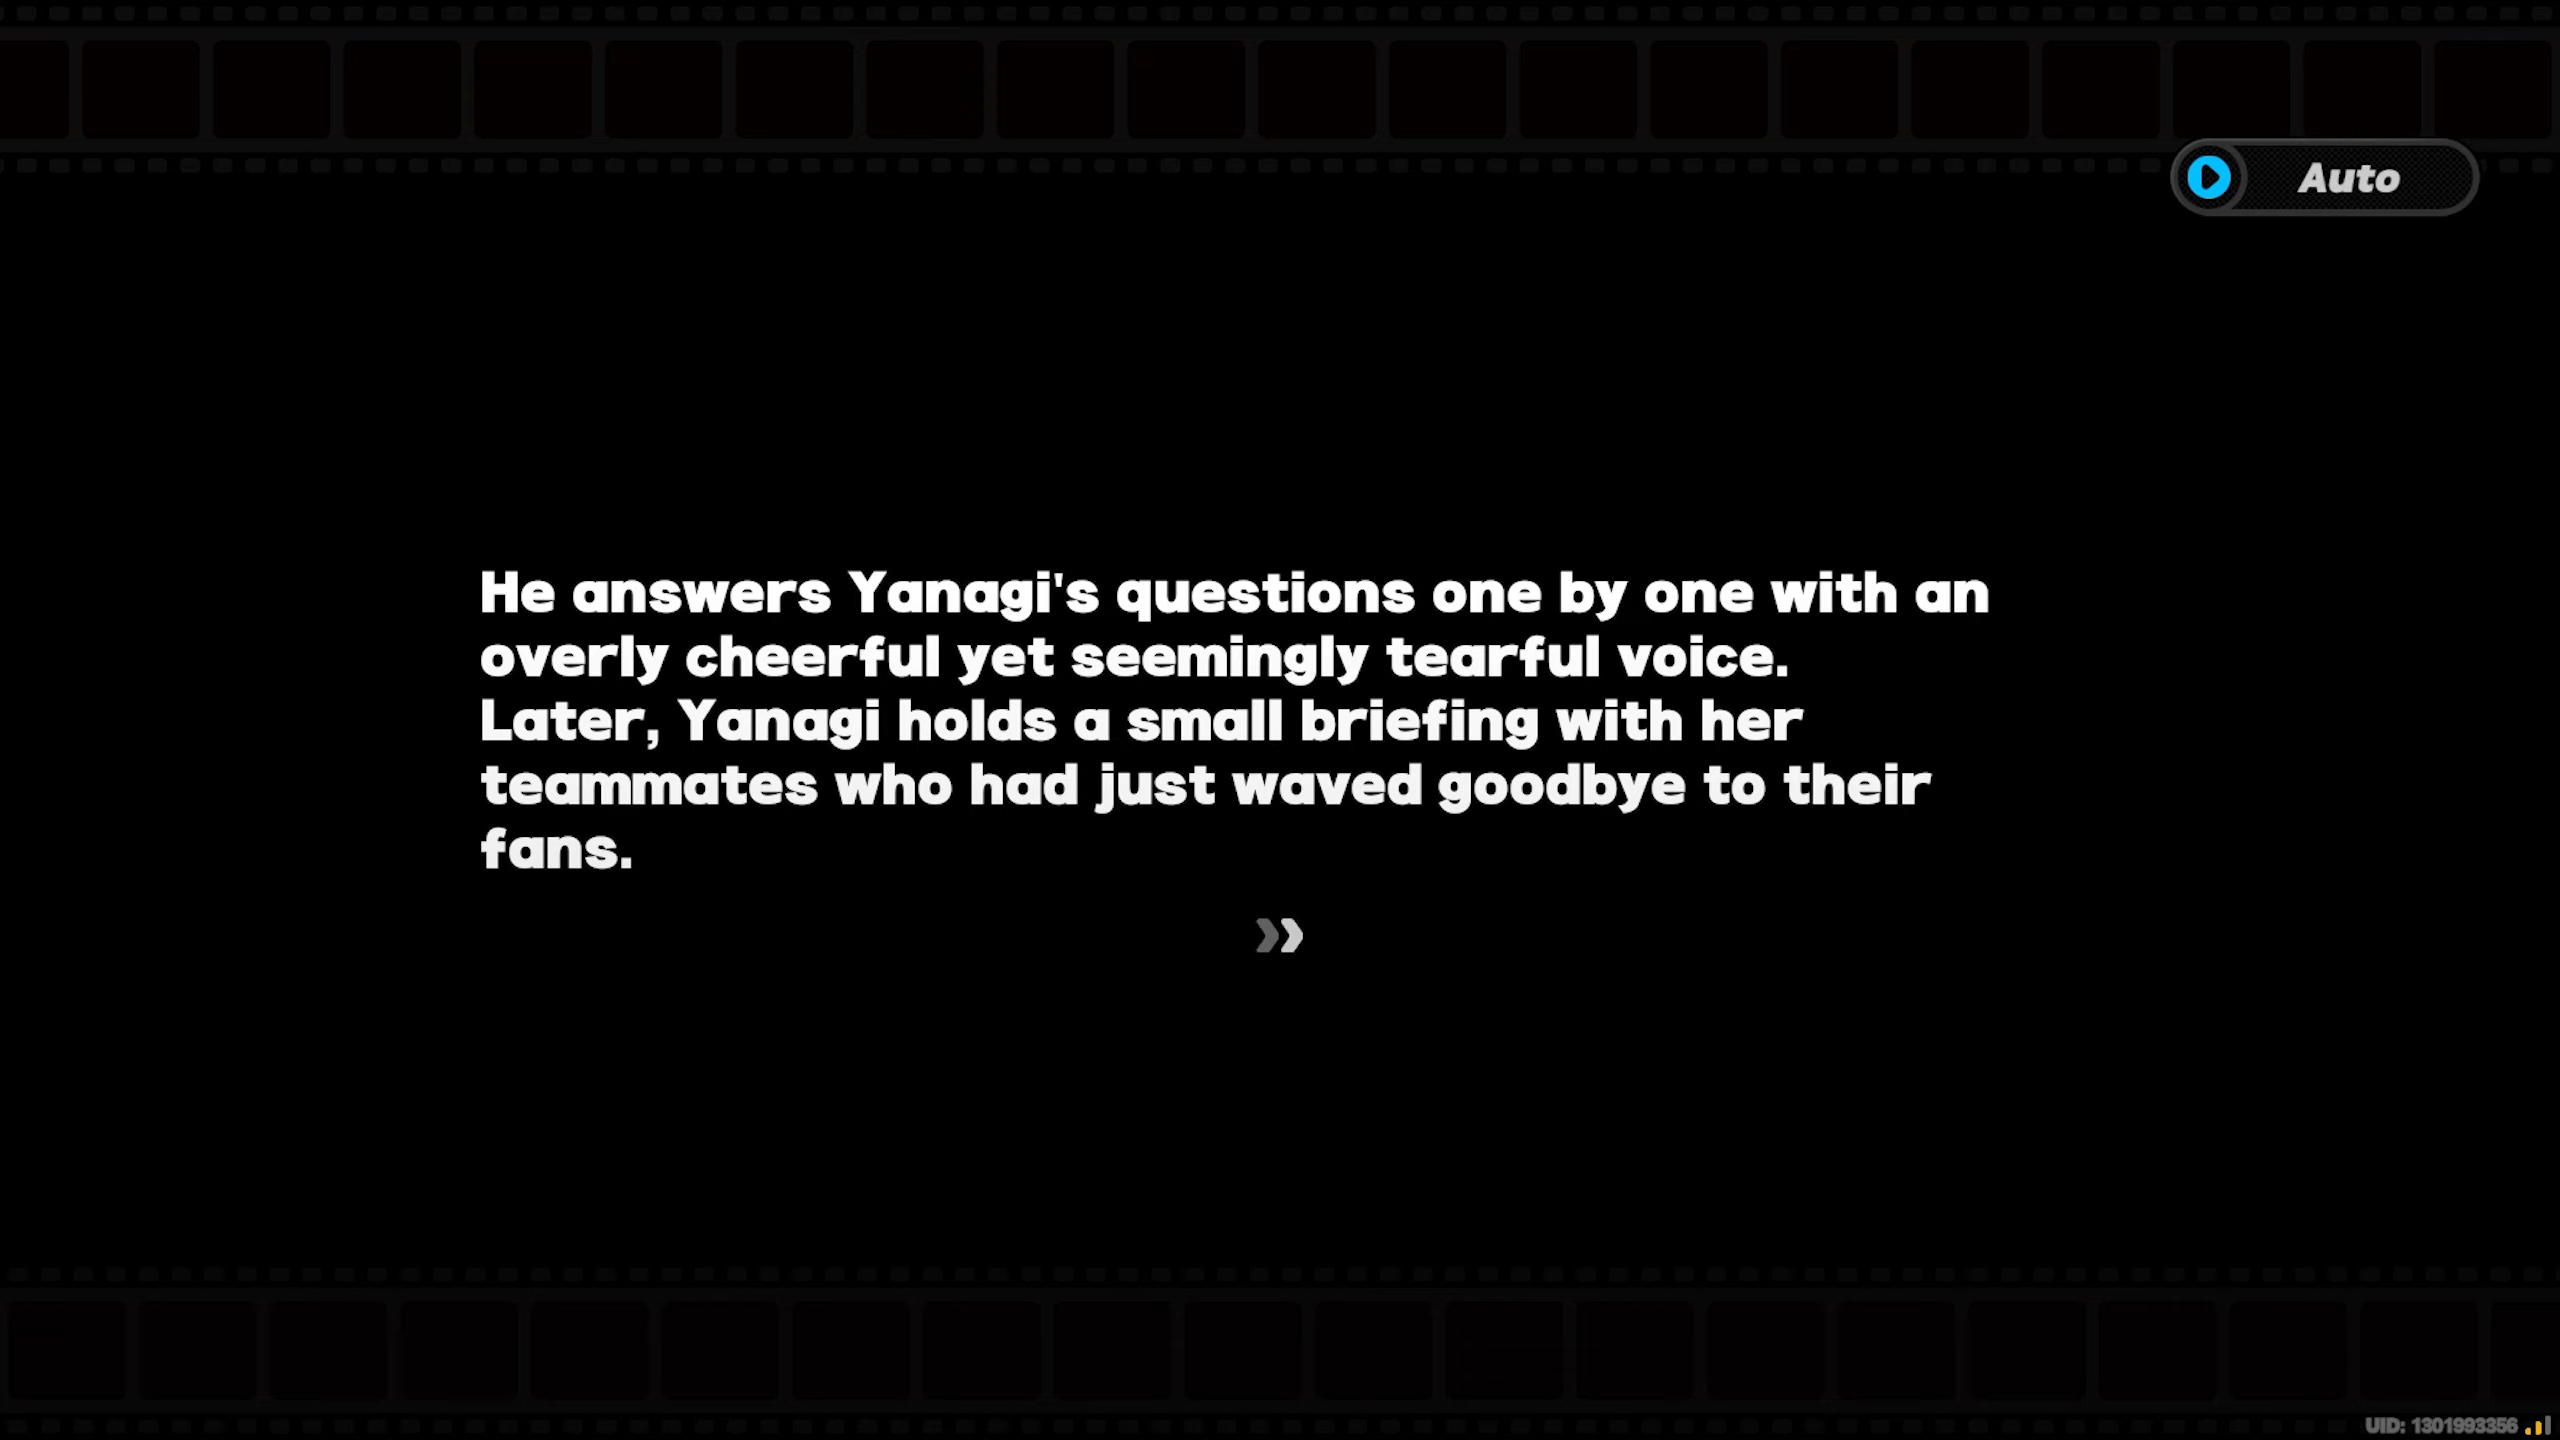 Auto
He answers Yanagi's questions one by one with an
overly cheerful yet seemingly tearful voice.
Later, Yanagi holds a small briefing with her
teammates who had just waved goodbye to their
fans.
UID: 1301993356